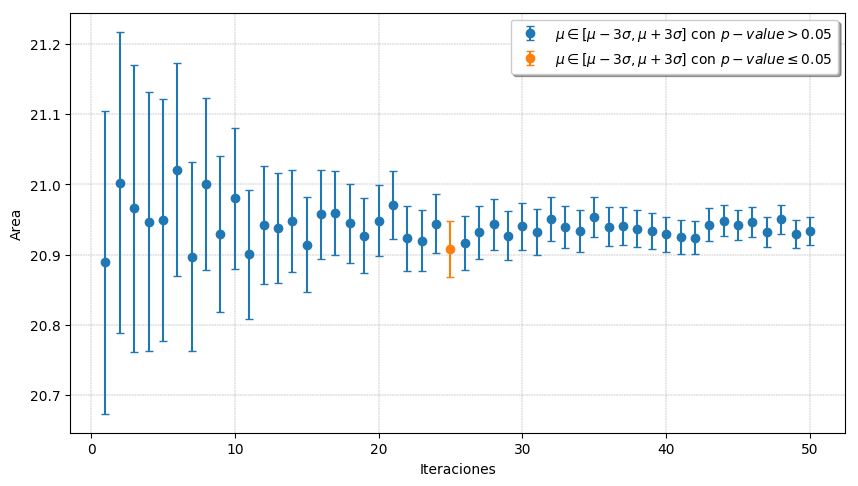 μ ∈ [μ − 3σ, μ + 3σ] con p − value > 0.05
μ ∈ [μ − 3σ, μ + 3σ] con p − value ≤ 0.05
21.2
21.1
21.0
20.9
20.8
20.7
Area
0 10 20 30 40 50
Iteraciones